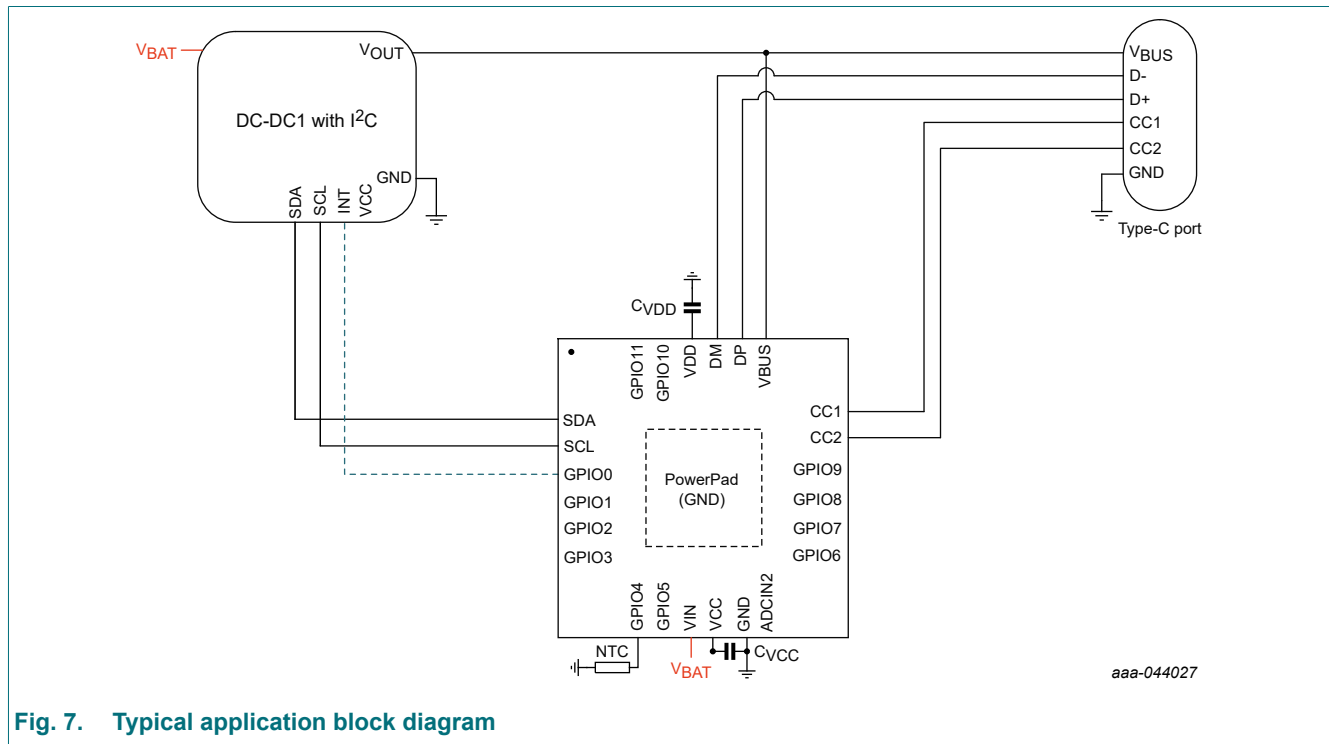 VBAT
VOUT
DC-DC1 with I2C
GND
SDA
SCL
INT
VCC
VBUS
D-
D+
CC1
CC2
GND
Type-C port
CVDD
GPIO11
GPIO10
VDD
DM
DP
VBUS
SDA
SCL
GPIO0
GPIO1
GPIO2
GPIO3
PowerPad
(GND)
CC1
CC2
GPIO9
GPIO8
GPIO7
GPIO6
GPIO4
GPIO5
VIN
VCC
GND
ADCIN2
NTC
VBAT
CVCC
aaa-044027
Fig. 7. Typical application block diagram